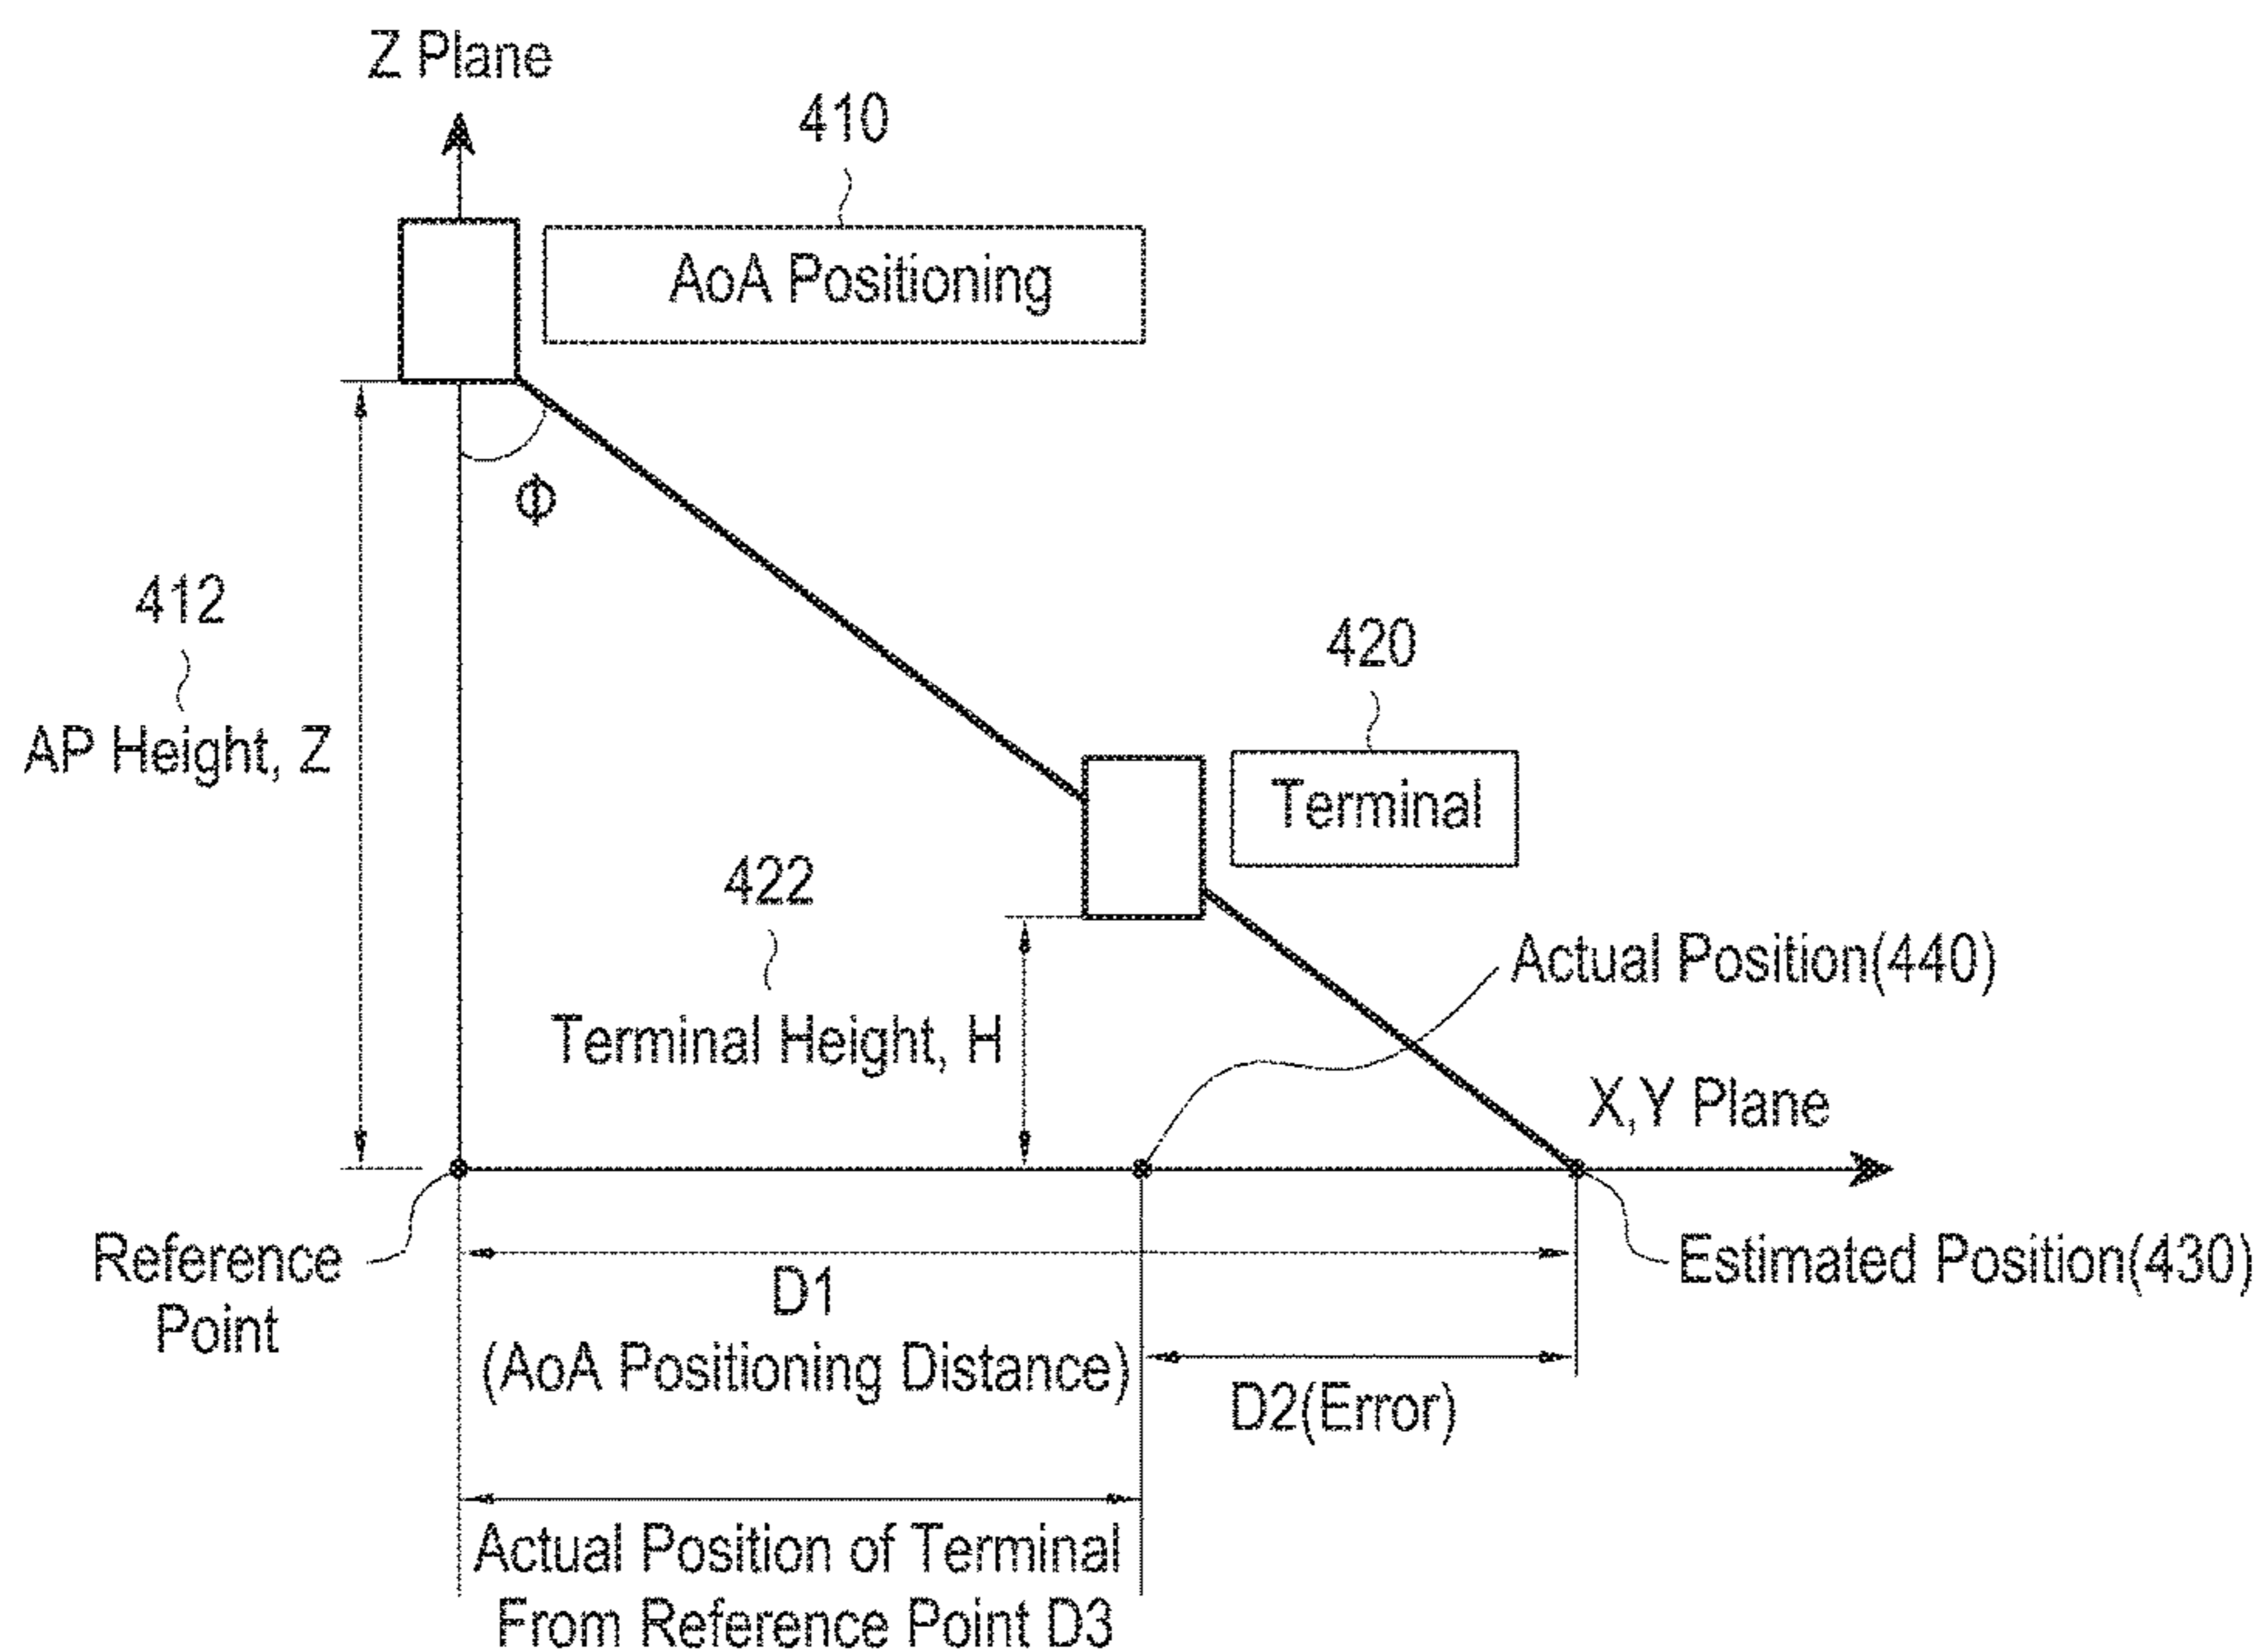 Z Plane
410
AoA Positioning
Φ
412
AP Height, Z
420
Terminal
422
Terminal Height, H
Actual Position(440)
X,Y Plane
Reference
Point
Estimated Position(430)
D1
(AoA Positioning Distance)
D2(Error)
Actual Position of Terminal
From Reference Point D3